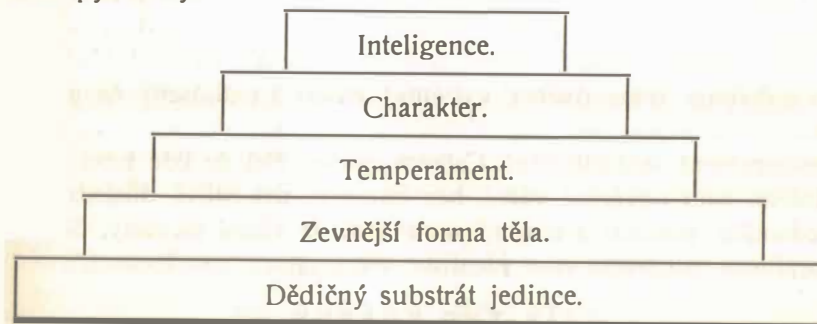 Inteligence.
Charakter.
Temperament.
Zevnější forma těla.
Dědičný substrát jedince.